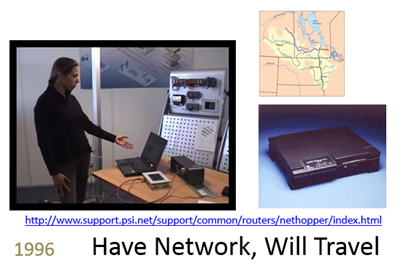 http://www.support.psi.net/support/common/routers/nethopper/index.html
1996 Have Network, Will Travel